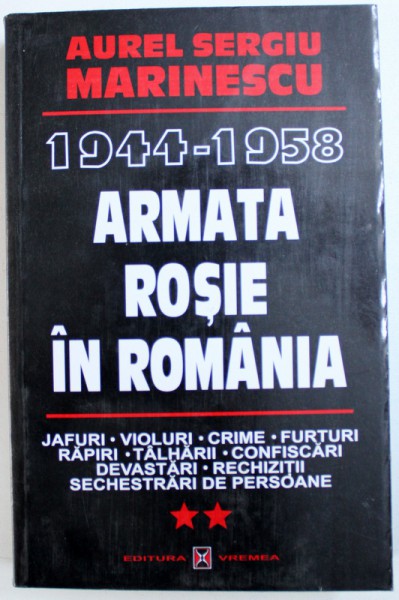 AUREL SERGIU
MARINESCU
1944-1958
ARMATA
ROȘIE
ÎN ROMÂNIA
JAFURI • VIOLURI • CRIME • FURTURI
RĂPIRI • TÂLHĂRII • CONFISCĂRI
DEVASTĂRI • RECHIZIȚII
SECHESTRĂRI DE PERSOANE
EDITURA VREMEA